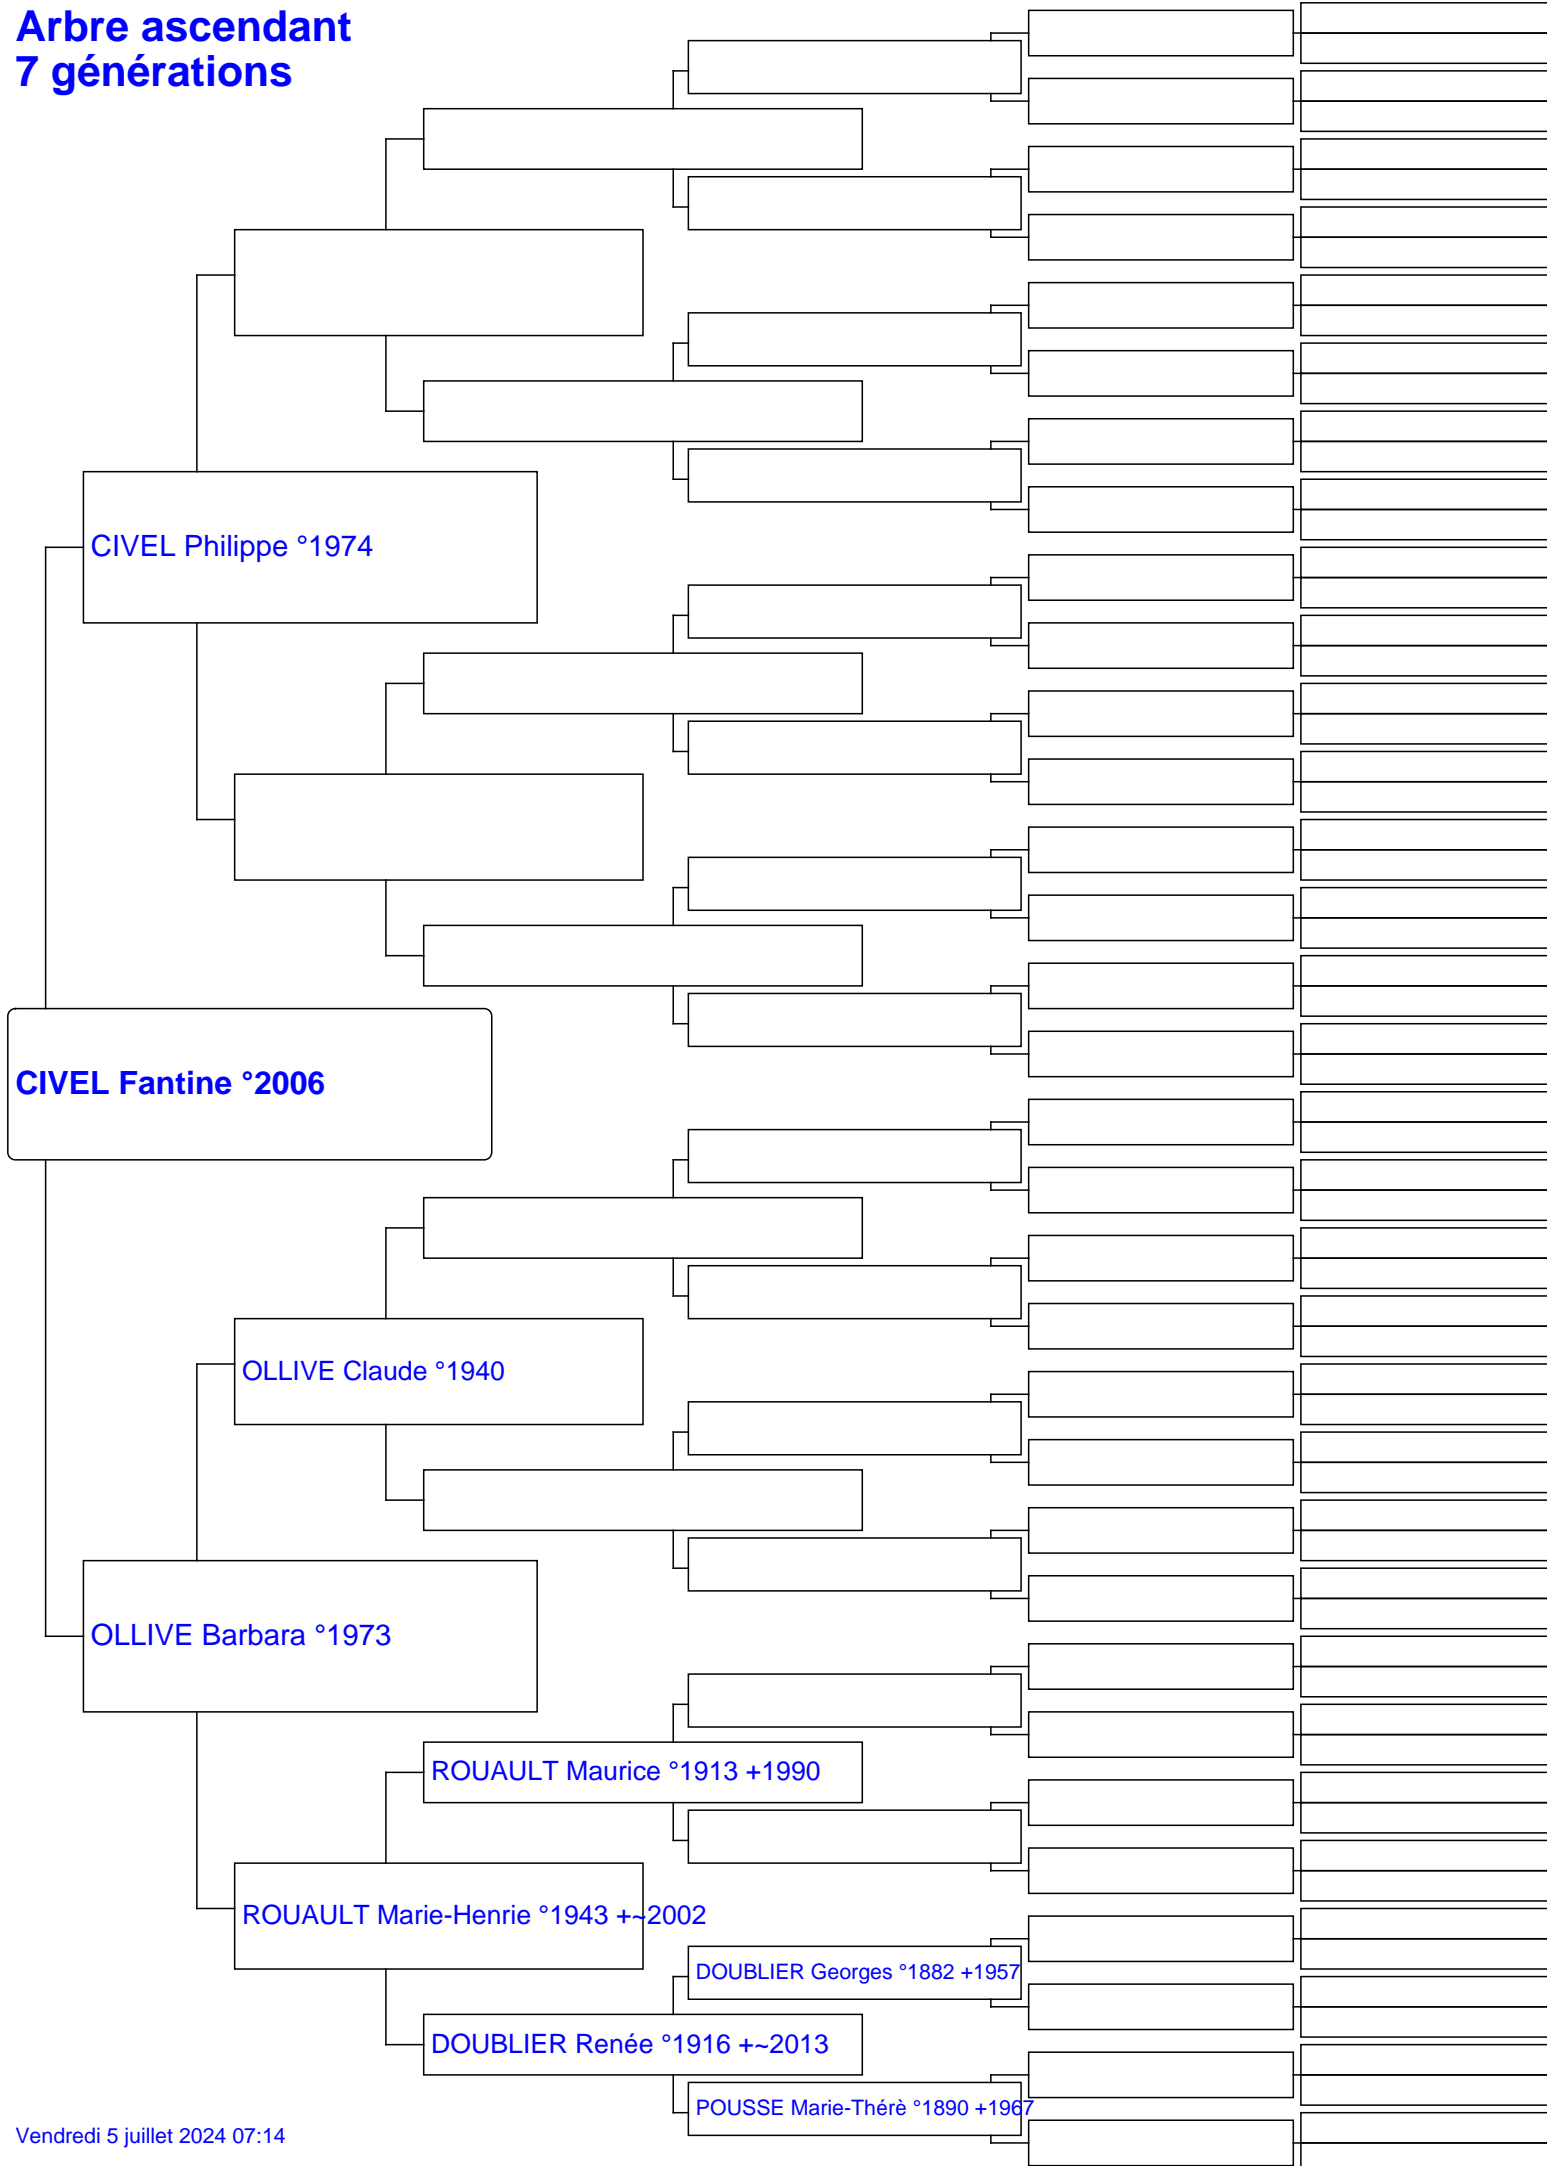 Arbre ascendant
7 générations
CIVEL Philippe °1974
CIVEL Fantine °2006
OLLIVE Claude °1940
OLLIVE Barbara °1973
ROUAULT Maurice °1913 +1990
ROUAULT Marie-Henrie °1943 +~2002
DOUBLIER Georges °1882 +1957
DOUBLIER Renée °1916 +~2013
POUSSE Marie-Thérè °1890 +1967
Vendredi 5 juillet 2024 07:14